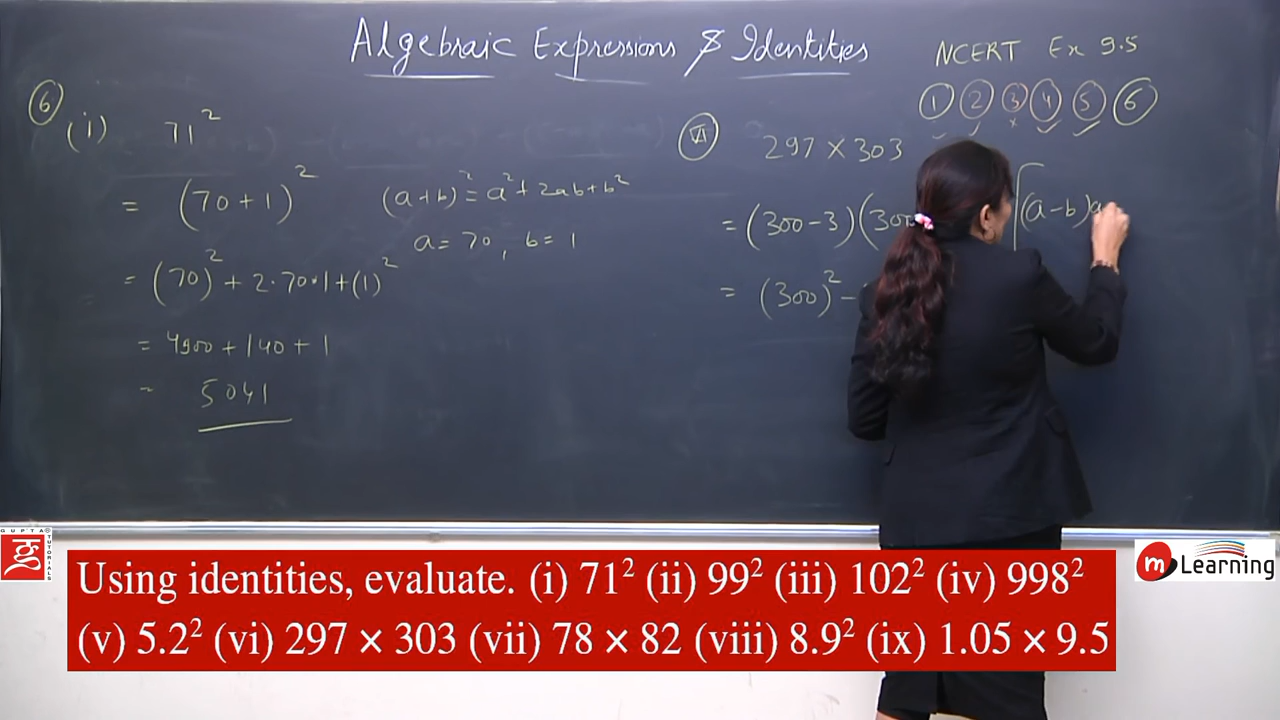 Algebraic Expressions & Identities
NCERT Ex 9.5
1 2 3 4 5 6
6
(i) 71²
= (70+1)² (a+b)² = a²+2ab+b²
a = 70, b = 1
= (70)² + 2·70·1+(1)²
= 4900+140+1
= 5041
VI 297×303
= (300-3)(300
(a-b)a
= (300)² -
GUPTA TUTORIALS
m Learning
Using identities, evaluate. (i) 71² (ii) 99² (iii) 102² (iv) 998²
(v) 5.2² (vi) 297 × 303 (vii) 78 × 82 (viii) 8.9² (ix) 1.05 × 9.5